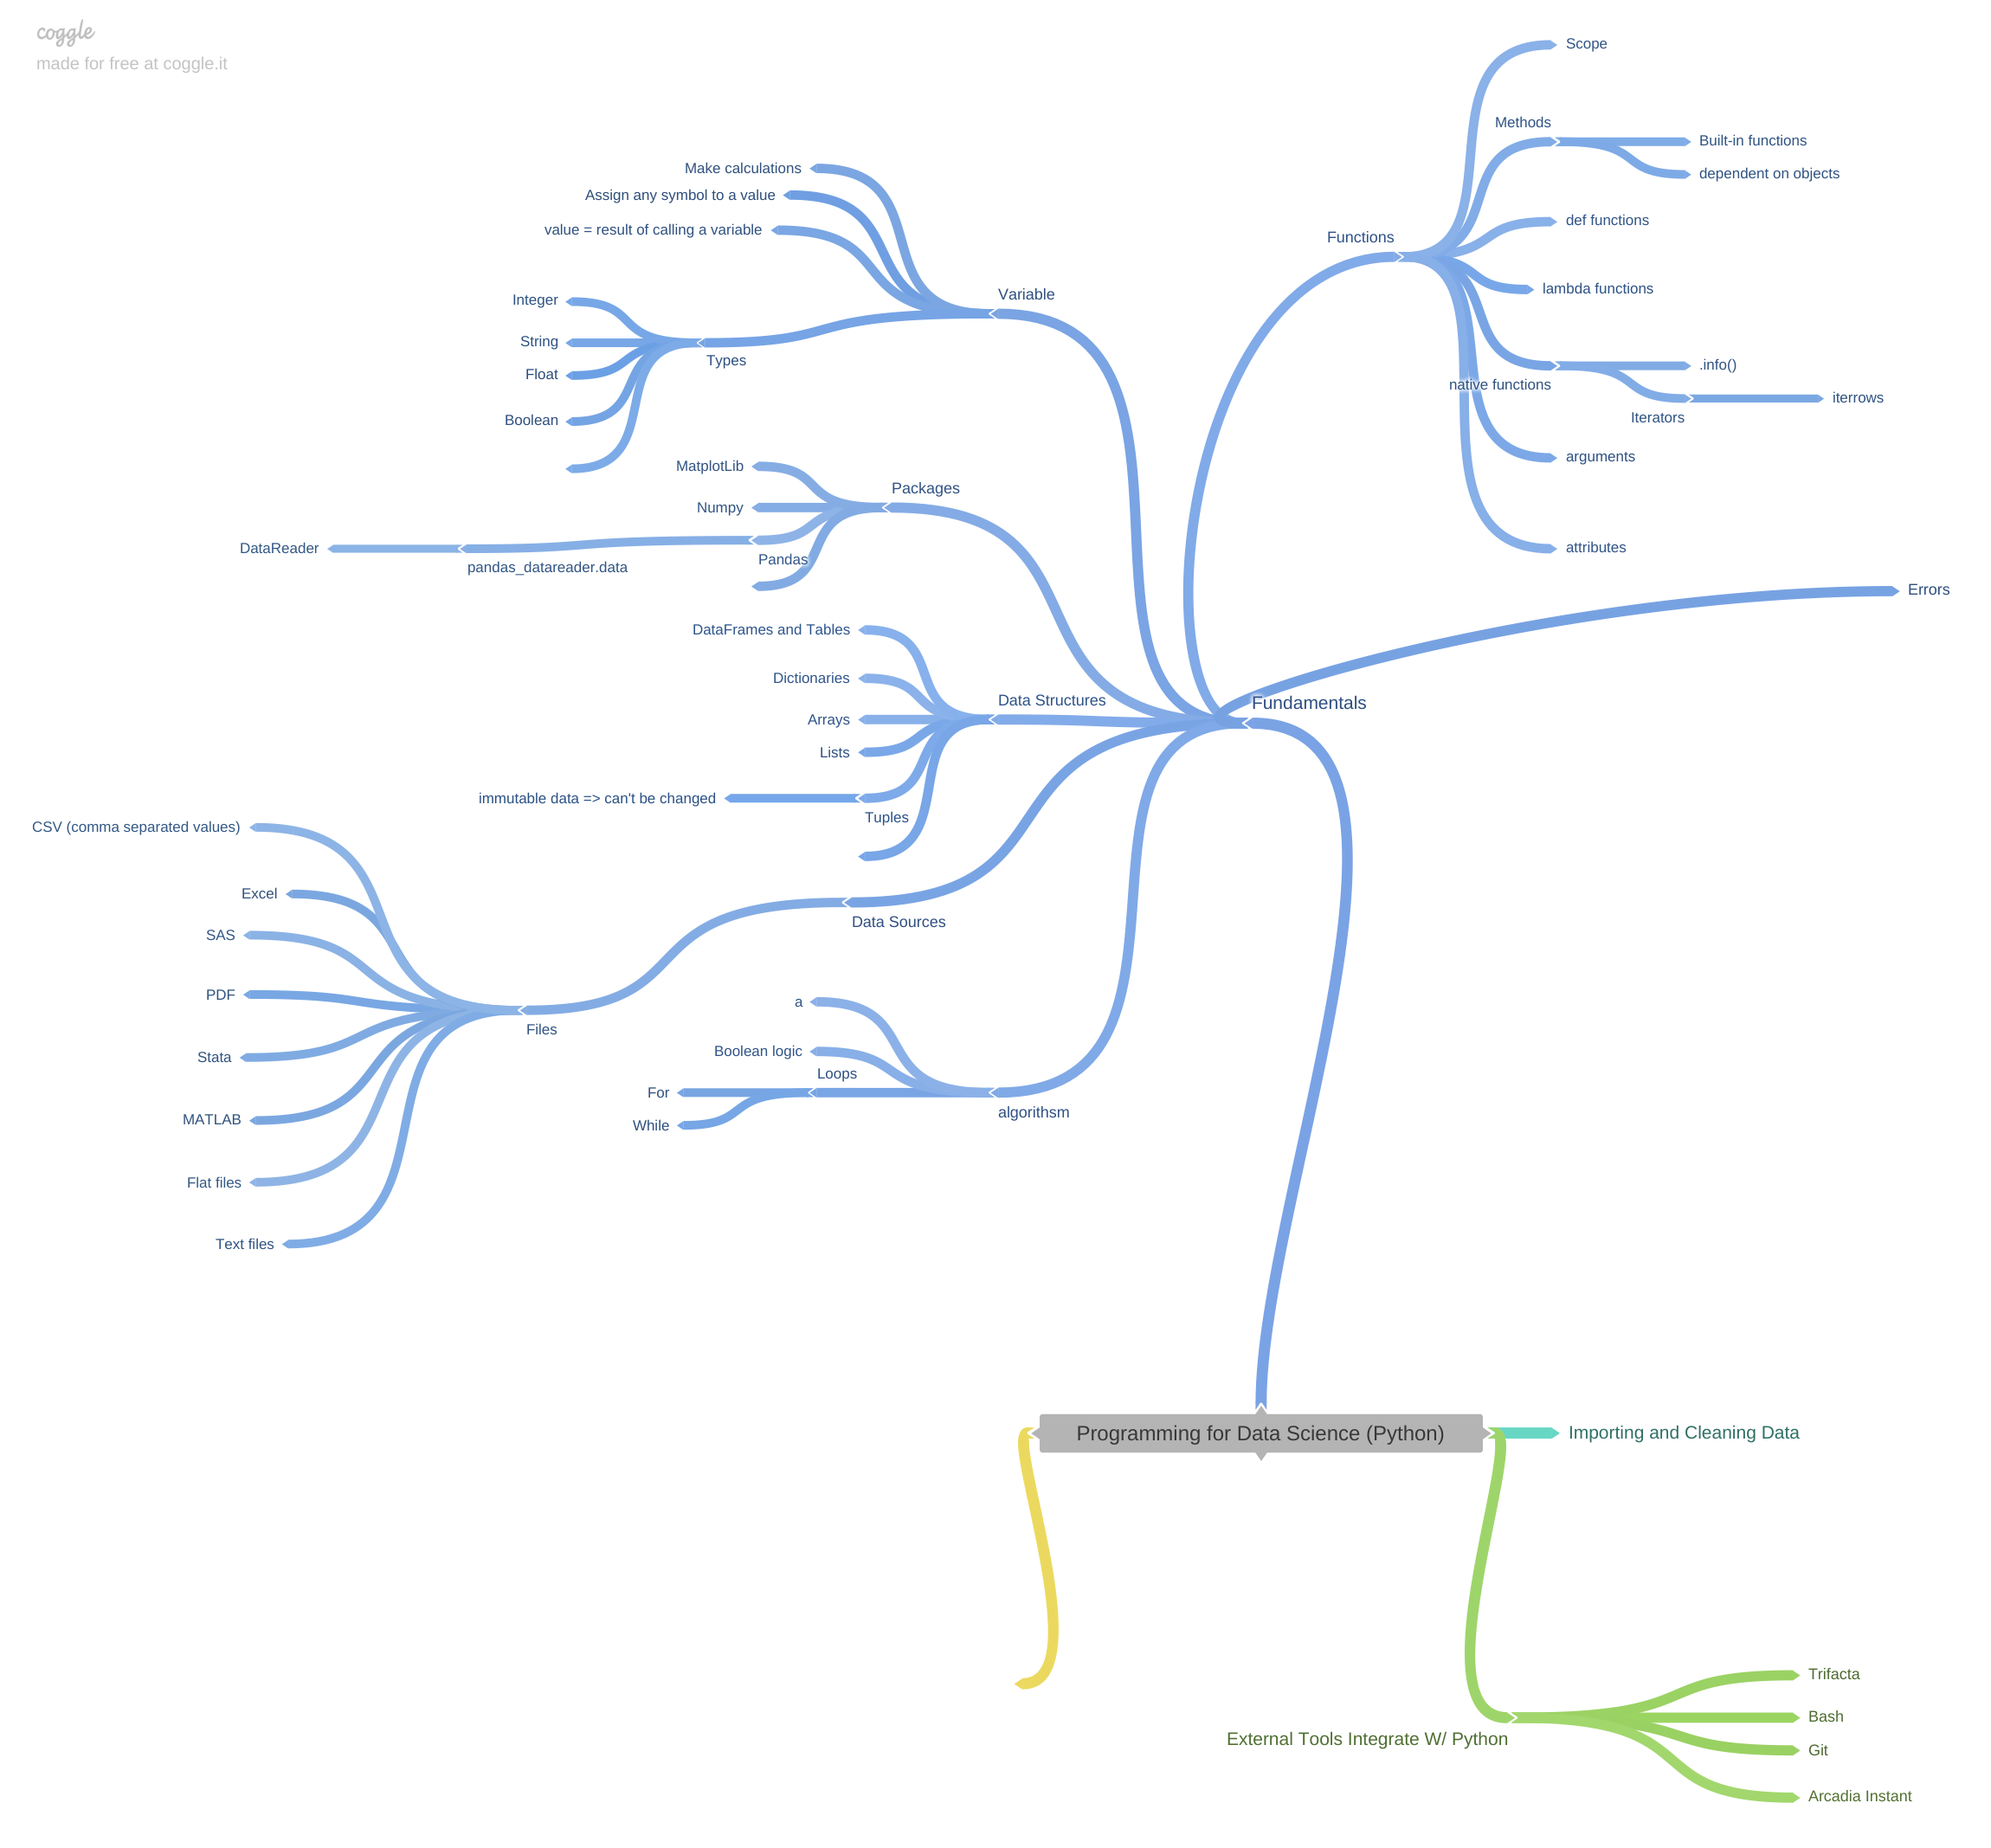 coggle
made for free at coggle.it
Scope
Methods
Built-in functions
dependent on objects
def functions
Functions
lambda functions
.info()
native functions
Iterators
iterrows
arguments
attributes
Errors
Make calculations
Assign any symbol to a value
value = result of calling a variable
Variable
Integer
String
Float
Types
Boolean
MatplotLib
Packages
Numpy
DataReader
pandas_datareader.data
Pandas
DataFrames and Tables
Dictionaries
Data Structures
Arrays
Lists
immutable data => can't be changed
Tuples
Fundamentals
CSV (comma separated values)
Excel
SAS
PDF
Stata
MATLAB
Flat files
Text files
Files
Data Sources
a
Boolean logic
Loops
For
While
algorithsm
Programming for Data Science (Python)
Importing and Cleaning Data
External Tools Integrate W/ Python
Trifacta
Bash
Git
Arcadia Instant